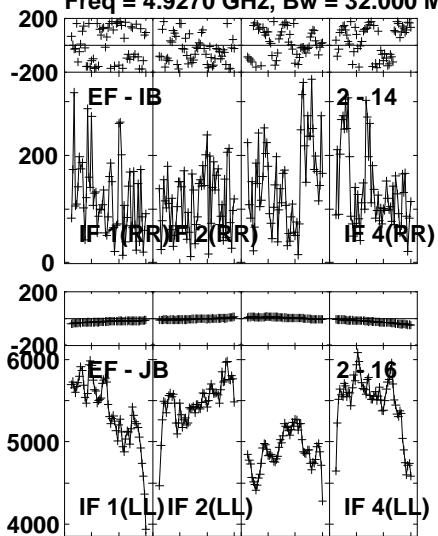 Freq = 4.9270 GHz, Bw = 32.000 M
200
-200
EF - IB 2 - 14
200
IF 1(RR) IF 2(RR) IF 4(RR)
0
200
-200
6000
EF - JB 2 - 16
5000
IF 1(LL) IF 2(LL) IF 4(LL)
4000